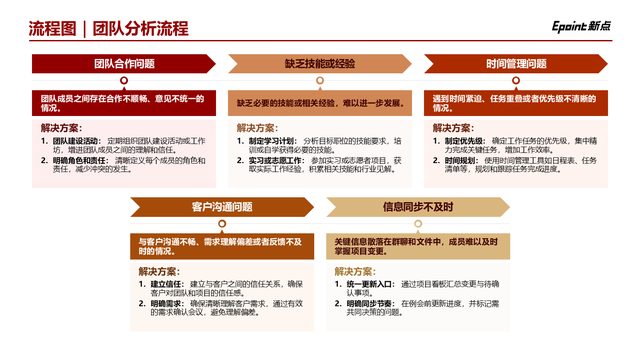 流程图 | 团队分析流程
Epoint 新点
团队合作问题
团队成员之间存在合作不顺畅、意见不统一的
情况。
解决方案：
1. 团队建设活动： 定期组织团队建设活动或工作
坊，增进团队成员之间的理解和信任。
2. 明确角色和责任： 清晰定义每个成员的角色和
责任，减少冲突的发生。
缺乏技能或经验
缺乏必要的技能或相关经验，难以进一步发展。
解决方案：
1. 制定学习计划： 分析目标职位的技能要求，培
训或自学获得必要的技能。
2. 实习或志愿工作： 参加实习或志愿者项目，获
取实际工作经验，积累相关技能和行业见解。
时间管理问题
遇到时间紧迫、任务重叠或者优先级不清晰的
情况。
解决方案：
1. 制定优先级： 确定工作任务的优先级，集中精
力完成关键任务，增加工作效率。
2. 时间规划： 使用时间管理工具如日程表、任务
清单等，规划和跟踪任务完成进度。
客户沟通问题
与客户沟通不畅、需求理解偏差或者反馈不及
时的情况。
解决方案：
1. 建立信任： 建立与客户之间的信任关系，确保
客户对团队和项目的信任感。
2. 明确需求： 确保清晰理解客户需求，通过有效
的需求确认会议，避免理解偏差。
信息同步不及时
关键信息散落在群聊和文件中，成员难以及时
掌握项目变更。
解决方案：
1. 统一更新入口： 通过项目看板汇总变更与待确
认事项。
2. 明确同步节奏： 在例会前更新进度，并标记需
共同决策的问题。